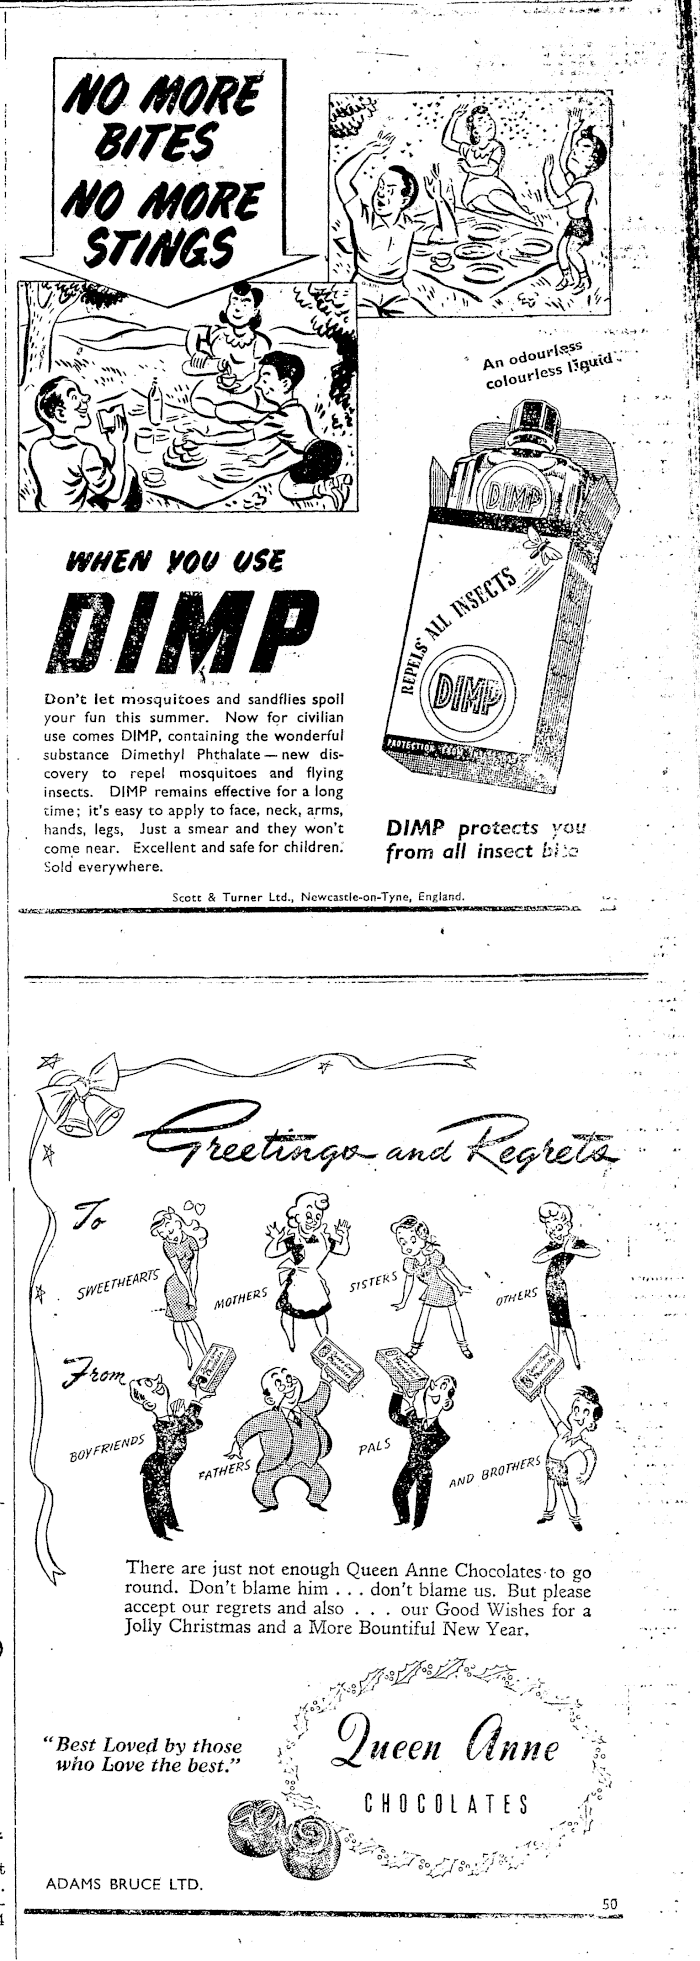 NO MORE
BITES
NO MORE
STINGS
An odourless
colourless liquid
DIMP
REPELS ALL INSECTS
DIMP
PROTECTION FROM
WHEN YOU USE
DIMP
Don't let mosquitoes and sandflies spoil
your fun this summer. Now for civilian
use comes DIMP, containing the wonderful
substance Dimethyl Phthalate — new dis-
covery to repel mosquitoes and flying
insects. DIMP remains effective for a long
time; it's easy to apply to face, neck, arms,
hands, legs, Just a smear and they won't
come near. Excellent and safe for children.
Sold everywhere.
DIMP protects you
from all insect bite
Scott & Turner Ltd., Newcastle-on-Tyne, England.
Greetings and Regrets
To
SWEETHEARTS
MOTHERS
SISTERS
OTHERS
From
BOYFRIENDS
FATHERS
PALS
AND BROTHERS
There are just not enough Queen Anne Chocolates to go
round. Don't blame him . . . don't blame us. But please
accept our regrets and also . . . our Good Wishes for a
Jolly Christmas and a More Bountiful New Year.
"Best Loved by those
who Love the best."
Queen Anne
CHOCOLATES
ADAMS BRUCE LTD.
50